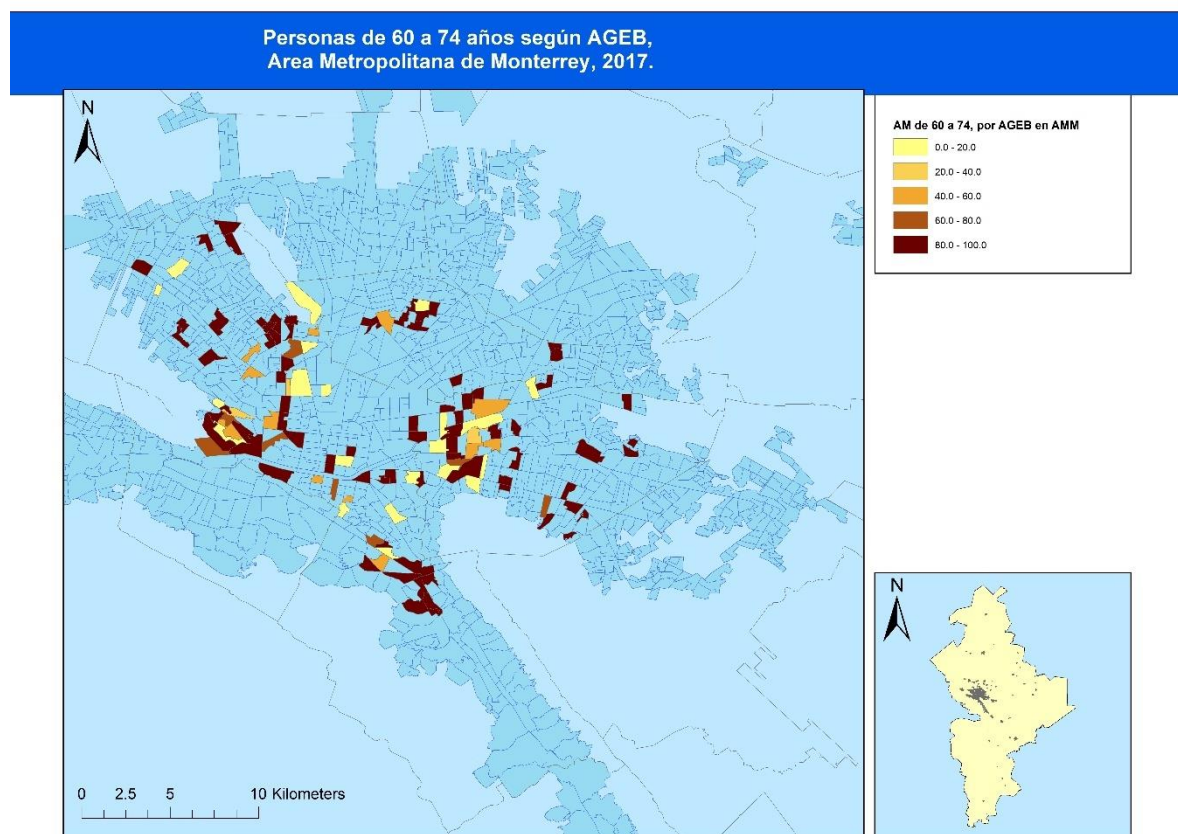 Personas de 60 a 74 años según AGEB,
Area Metropolitana de Monterrey, 2017.
N
AM de 60 a 74, por AGEB en AMM
0.0 - 20.0
20.0 - 40.0
40.0 - 60.0
60.0 - 80.0
80.0 - 100.0
0 2.5 5 10 Kilometers
N